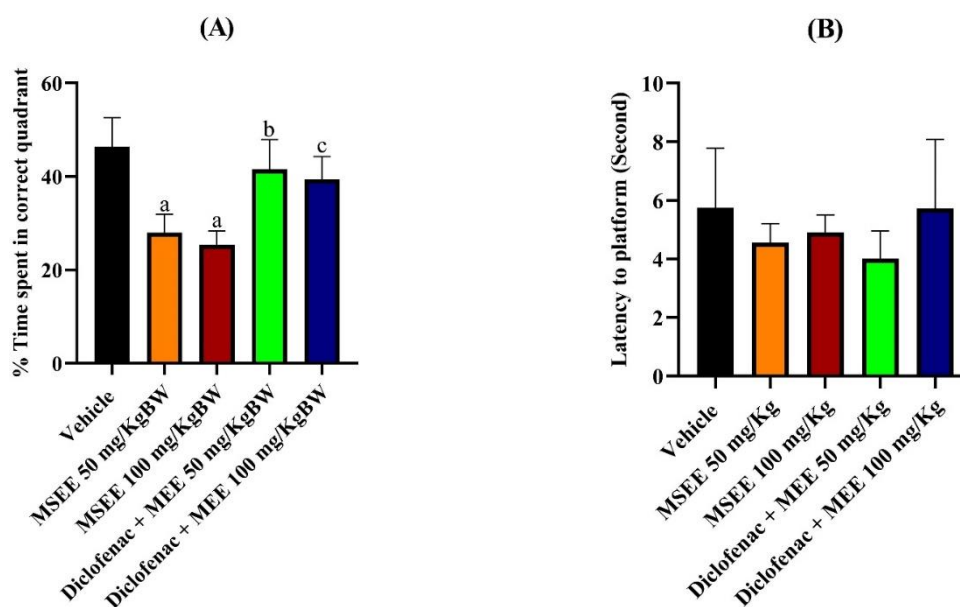 (A)
% Time spent in correct quadrant
60
40
20
0
a
a
b
c
Vehicle
MSEE 50 mg/KgBW
MSEE 100 mg/KgBW
Diclofenac + MEE 50 mg/KgBW
Diclofenac + MEE 100 mg/KgBW
(B)
Latency to platform (Second)
10
8
6
4
2
0
Vehicle
MSEE 50 mg/Kg
MSEE 100 mg/Kg
Diclofenac + MEE 50 mg/Kg
Diclofenac + MEE 100 mg/Kg